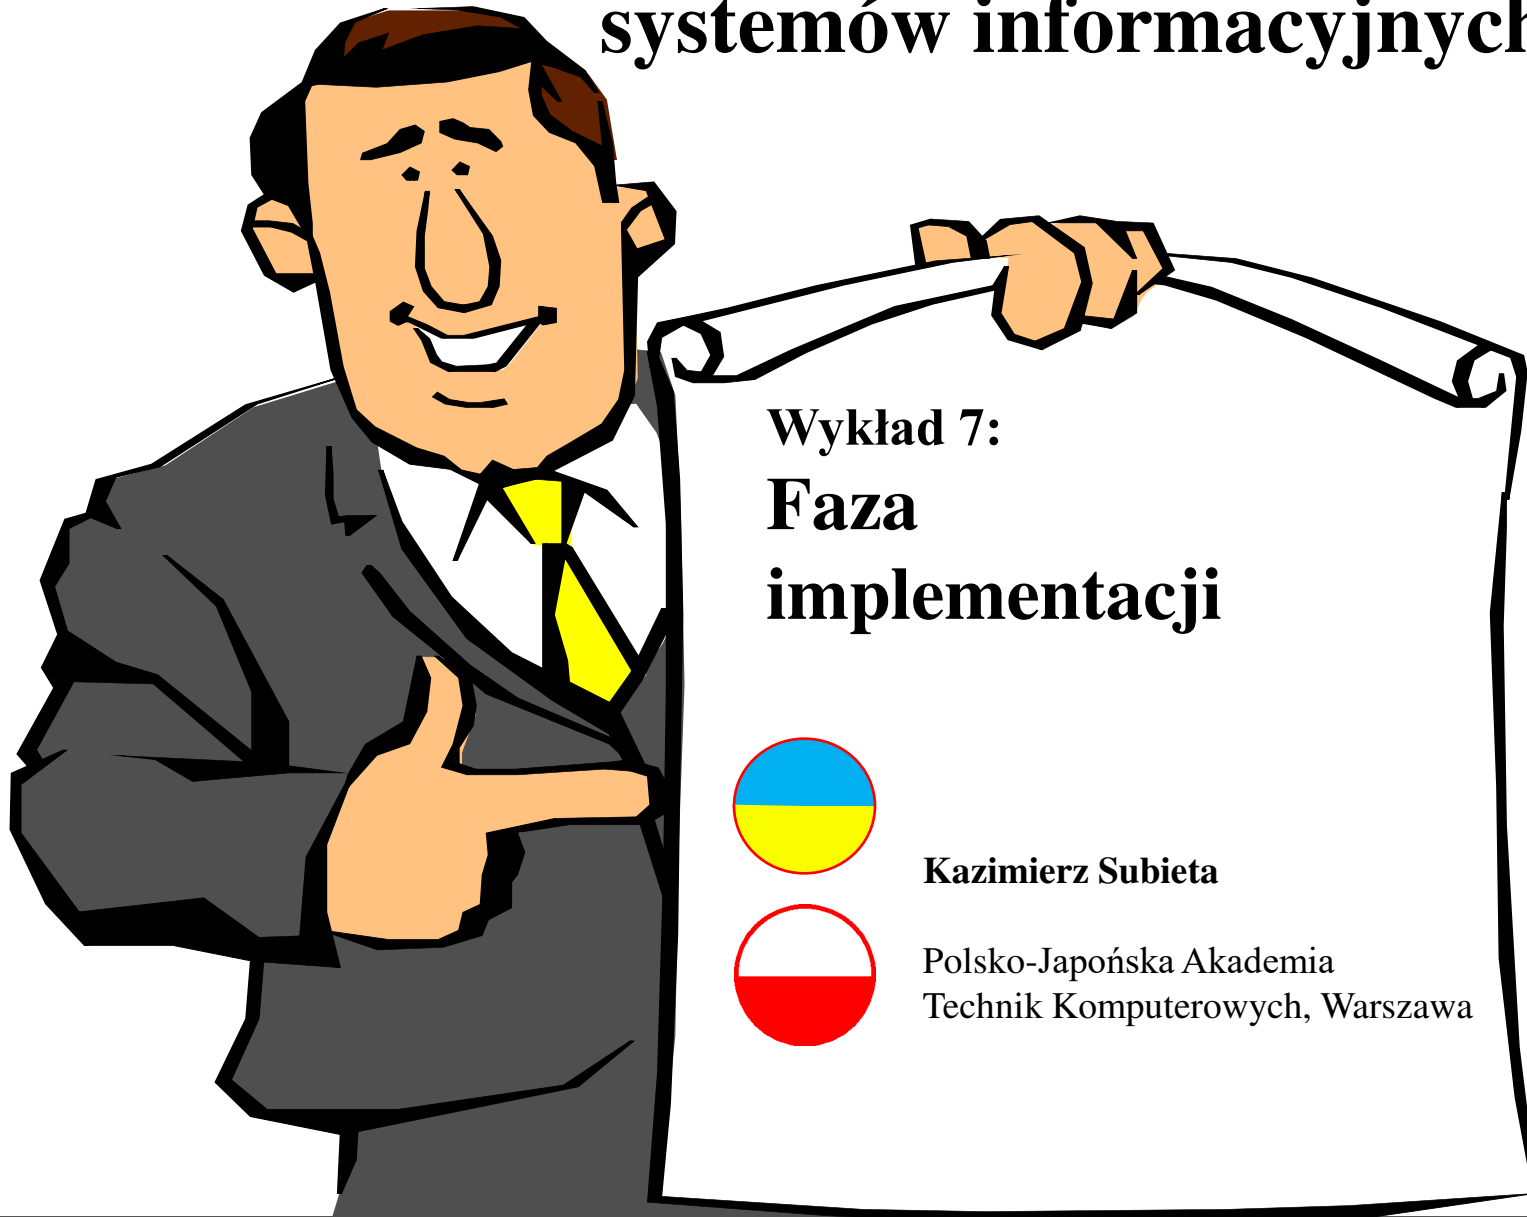 systemów informacyjnych
Wykład 7:
Faza
implementacji
Kazimierz Subieta
Polsko-Japońska Akademia
Technik Komputerowych, Warszawa